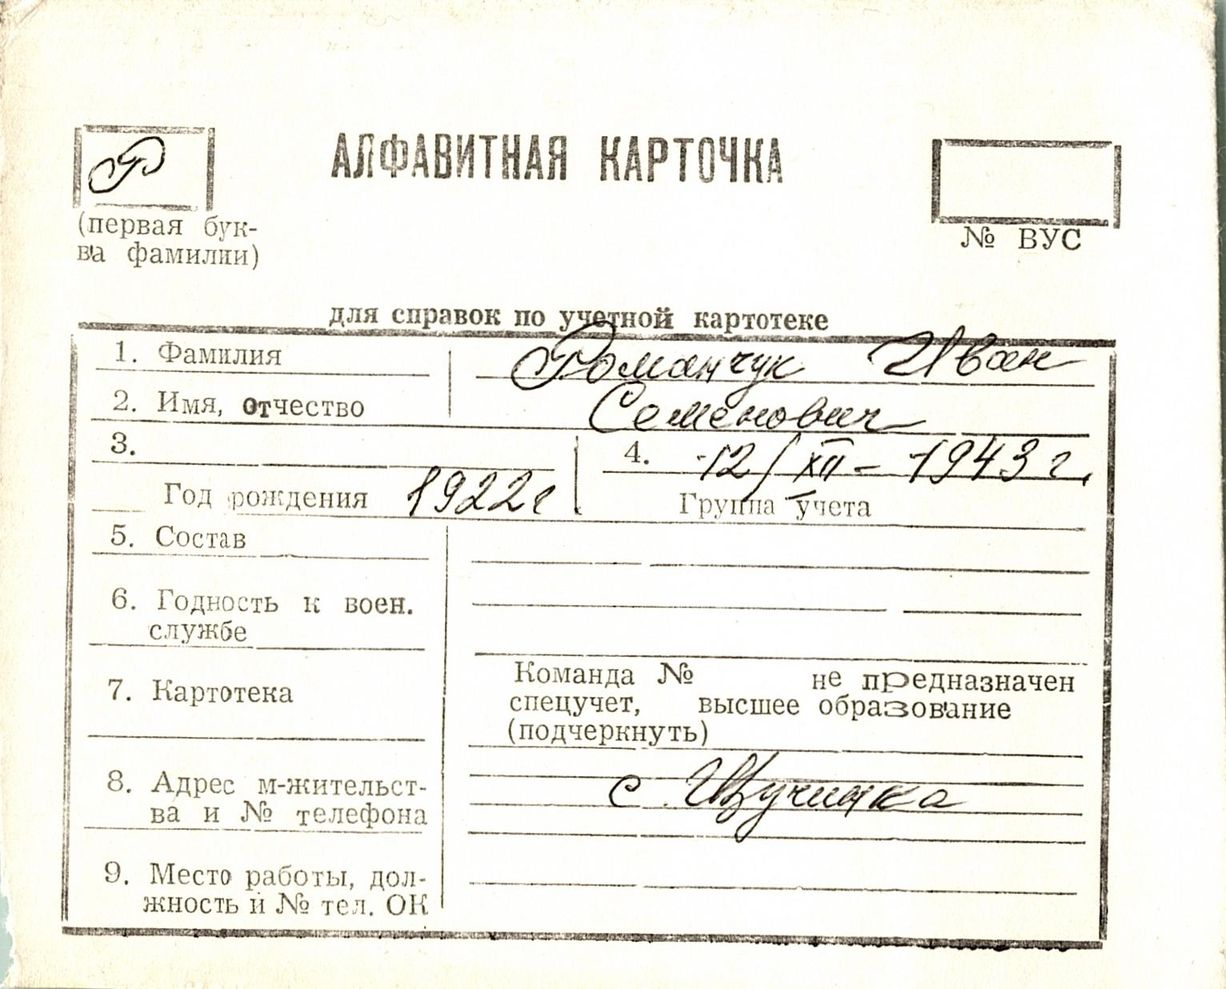 Р
АЛФАВИТНАЯ КАРТОЧКА
(первая бук-
ва фамилии)
№ ВУС
для справок по учетной картотеке
1. Фамилия Романчук Иван
2. Имя, отчество Семенович
3.
Год рождения 1922г
4. 12/XII - 1943 г.
Группа учета
5. Состав
6. Годность к воен.
службе
7. Картотека
Команда № не предназначен
спецучет, высшее образование
(подчеркнуть)
8. Адрес м-жительст-
ва и № телефона
с. Щучинка
9. Место работы, дол-
жность и № тел. ОК